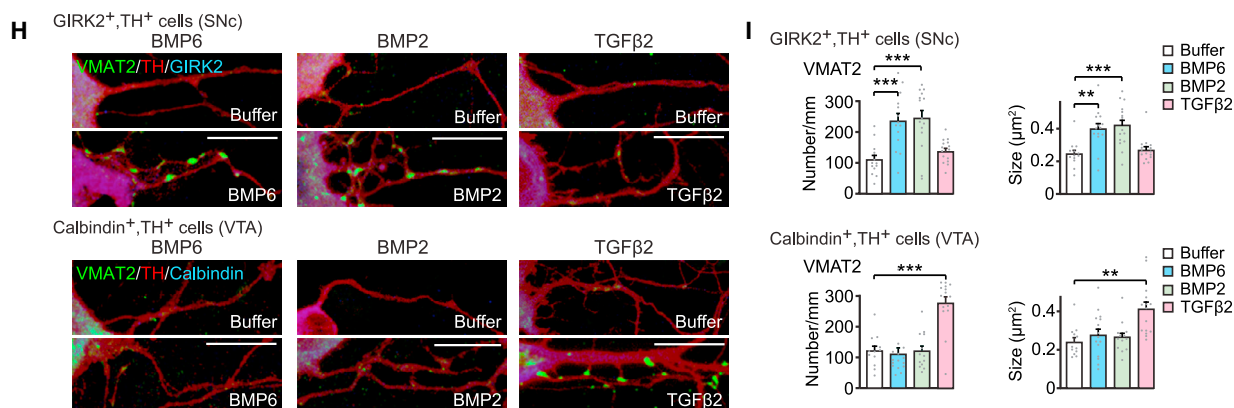 H
GIRK2⁺,TH⁺ cells (SNc)
BMP6 BMP2 TGFβ2
VMAT2/TH/GIRK2
Buffer Buffer Buffer
BMP6 BMP2 TGFβ2
Calbindin⁺,TH⁺ cells (VTA)
BMP6 BMP2 TGFβ2
VMAT2/TH/Calbindin
Buffer Buffer Buffer
BMP6 BMP2 TGFβ2
I
GIRK2⁺,TH⁺ cells (SNc)
VMAT2
Number/mm
300
200
100
0
***
***
Size (μm²)
0.4
0.2
0
***
**
Buffer
BMP6
BMP2
TGFβ2
Calbindin⁺,TH⁺ cells (VTA)
VMAT2
Number/mm
300
200
100
0
***
Size (μm²)
0.4
0.2
0
**
Buffer
BMP6
BMP2
TGFβ2